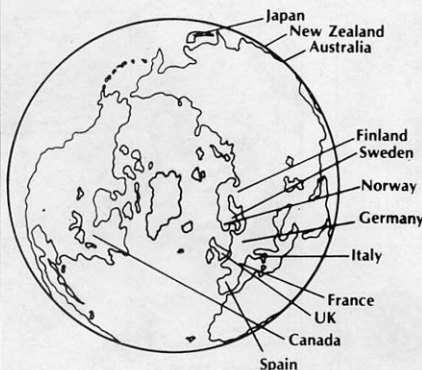 Japan
New Zealand
Australia
Finland
Sweden
Norway
Germany
Italy
France
UK
Canada
Spain